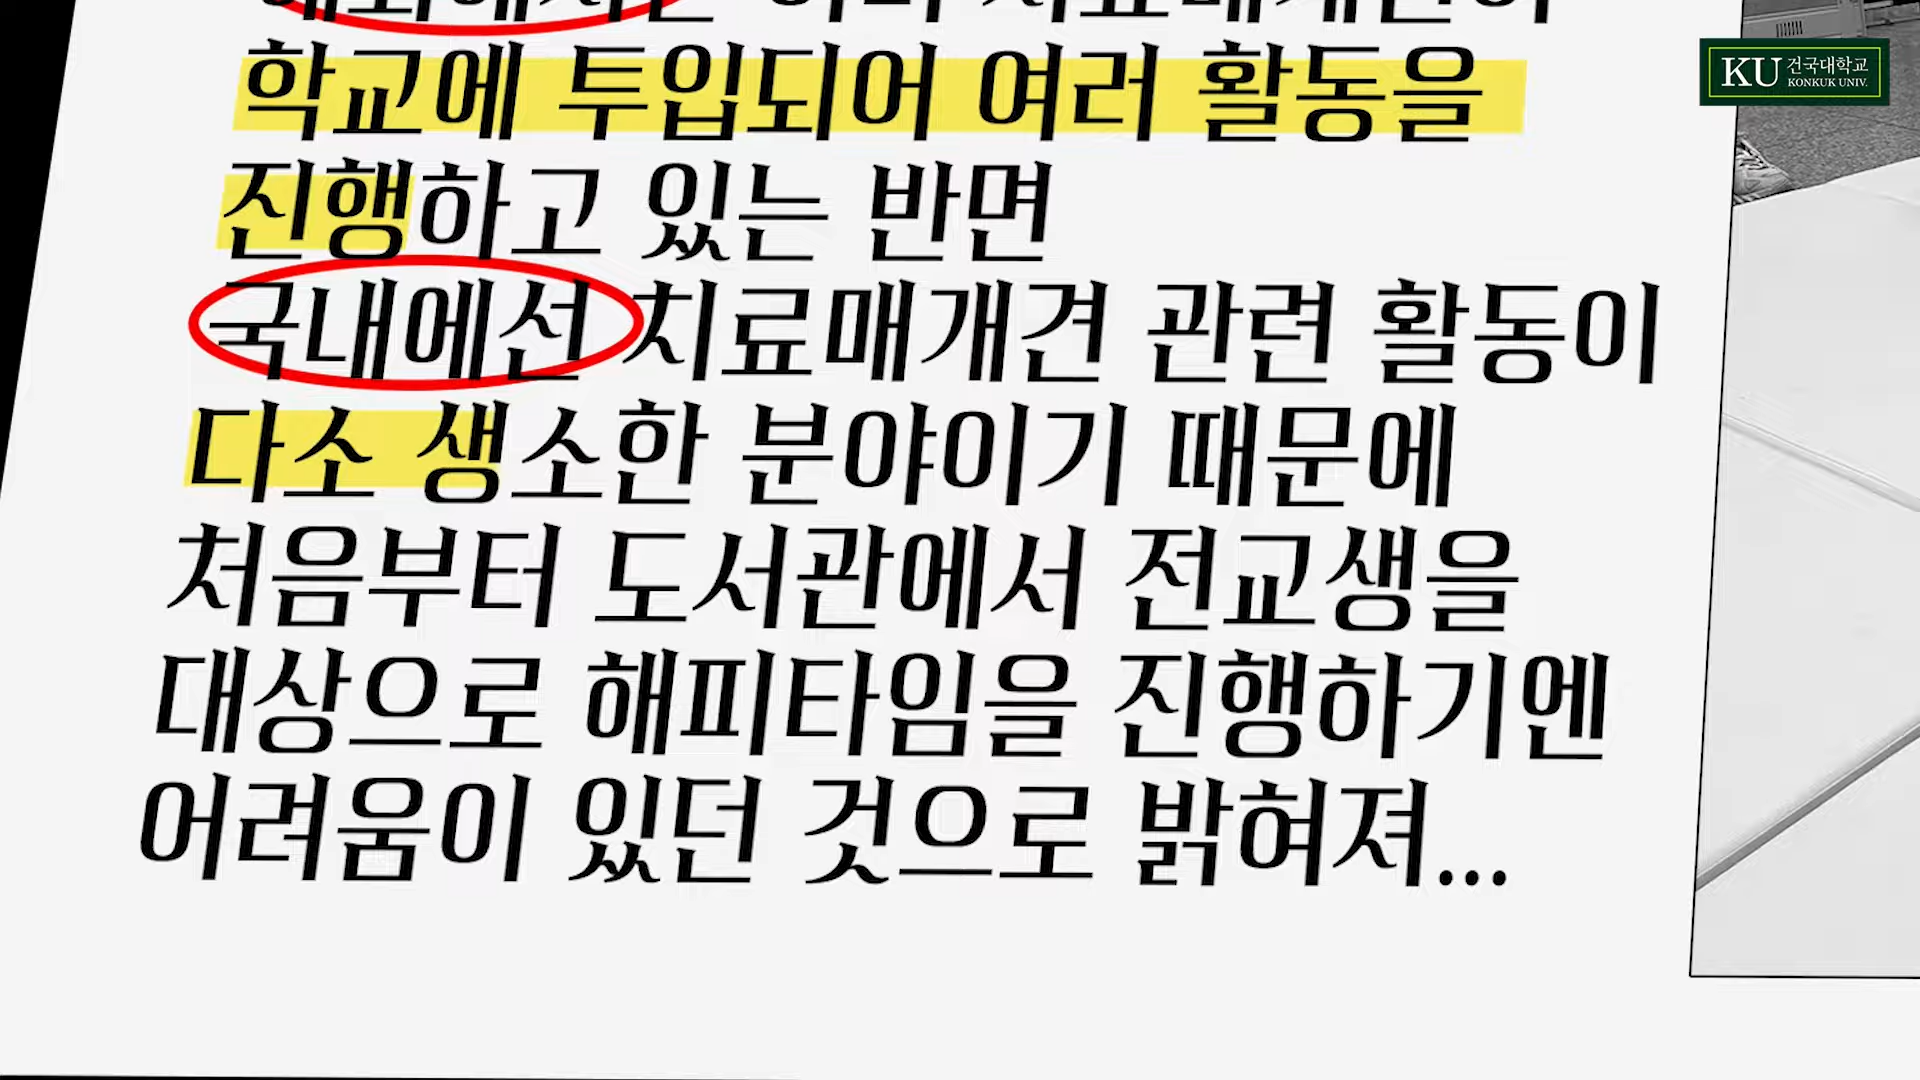 학교에 투입되어 여러 활동을
진행하고 있는 반면
국내에선 치료매개견 관련 활동이
다소 생소한 분야이기 때문에
처음부터 도서관에서 전교생을
대상으로 해피타임을 진행하기엔
어려움이 있던 것으로 밝혀져...
KU 건국대학교
KONKUK UNIV.